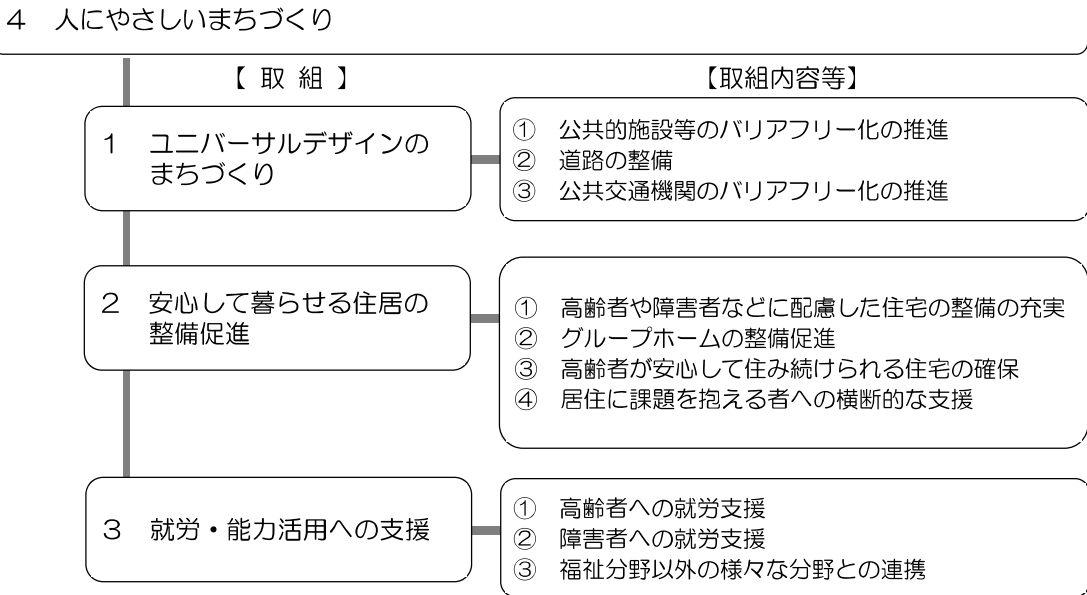 4 人にやさしいまちづくり
【 取 組 】
【取組内容等】
1 ユニバーサルデザインの
まちづくり
① 公共的施設等のバリアフリー化の推進
② 道路の整備
③ 公共交通機関のバリアフリー化の推進
2 安心して暮らせる住居の
整備促進
① 高齢者や障害者などに配慮した住宅の整備の充実
② グループホームの整備促進
③ 高齢者が安心して住み続けられる住宅の確保
④ 居住に課題を抱える者への横断的な支援
3 就労・能力活用への支援
① 高齢者への就労支援
② 障害者への就労支援
③ 福祉分野以外の様々な分野との連携